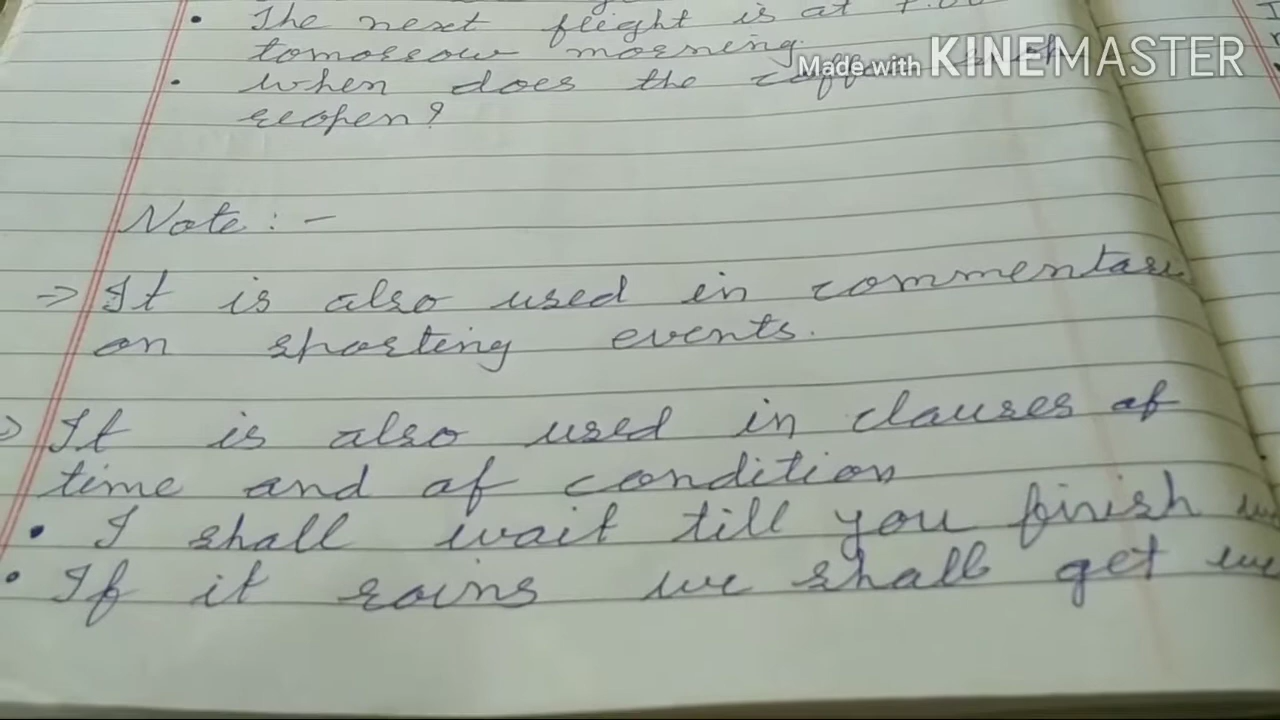 • The next flight is at
tomorrow morning.
• when does the coffee shop
reopen?
Made with KINEMASTER
Note :-
⇒ It is also used in
on sporting events.
⇒ It is also used in clauses of
time and of condition
• I shall wait till you finish
• If it rains we shall get